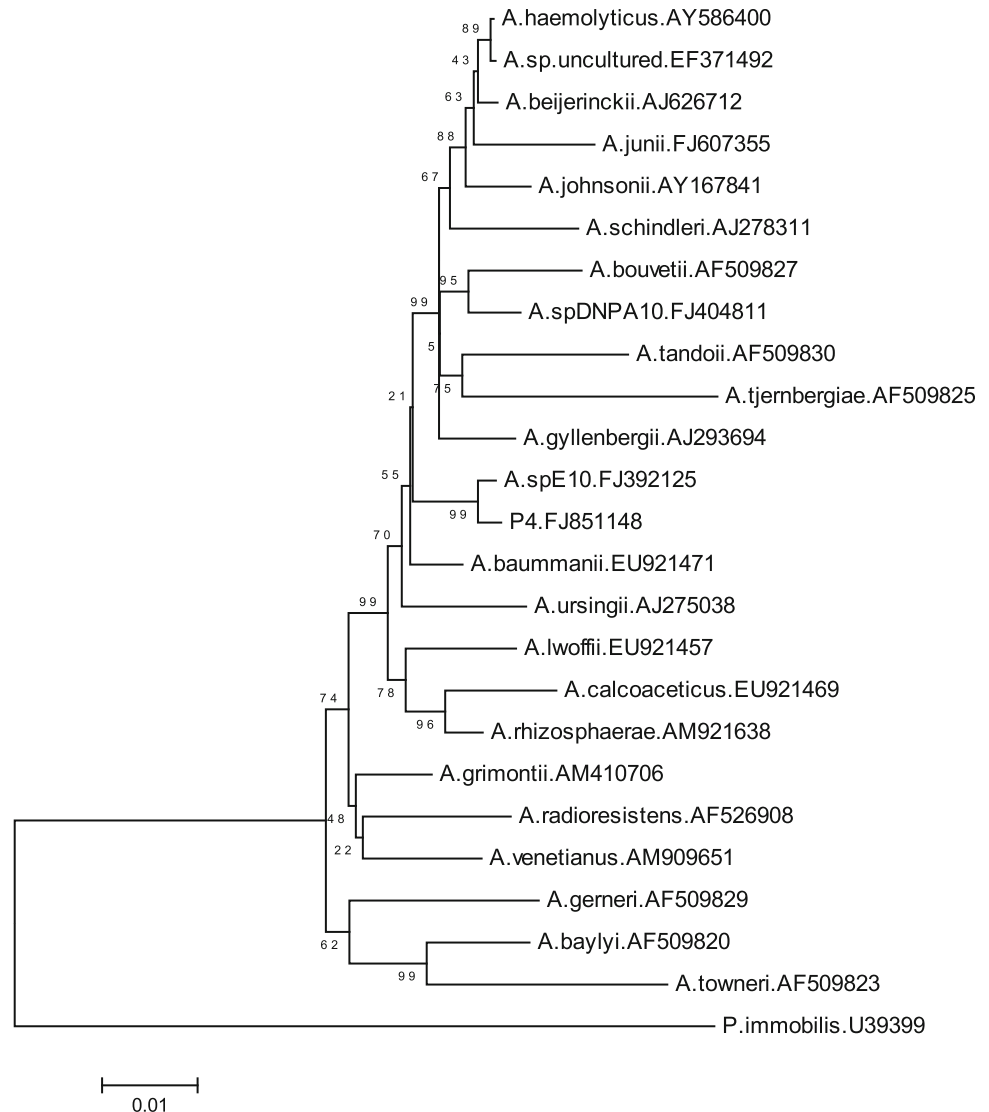 A.haemolyticus.AY586400
89
A.sp.uncultured.EF371492
43
A.beijerinckii.AJ626712
63
A.junii.FJ607355
88
A.johnsonii.AY167841
67
A.schindleri.AJ278311
A.bouvetii.AF509827
95
A.spDNPA10.FJ404811
99
5
A.tandoii.AF509830
75
A.tjernbergiae.AF509825
21
A.gyllenbergii.AJ293694
A.spE10.FJ392125
55
99
P4.FJ851148
70
A.baummanii.EU921471
A.ursingii.AJ275038
99
A.lwoffii.EU921457
78
A.calcoaceticus.EU921469
96
A.rhizosphaerae.AM921638
74
A.grimontii.AM410706
48
A.radioresistens.AF526908
22
A.venetianus.AM909651
A.gerneri.AF509829
62
A.baylyi.AF509820
99
A.towneri.AF509823
P.immobilis.U39399
0.01